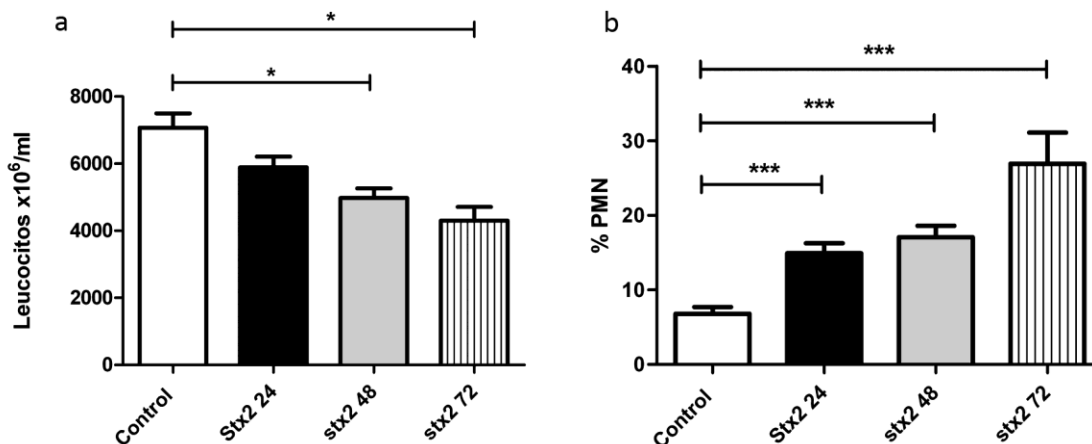 a
*
*
8000
6000
4000
2000
0
Leucocitos x10⁶/ml
Control
Stx2 24
stx2 48
stx2 72
b
***
***
***
40
30
20
10
0
% PMN
Control
Stx2 24
stx2 48
stx2 72